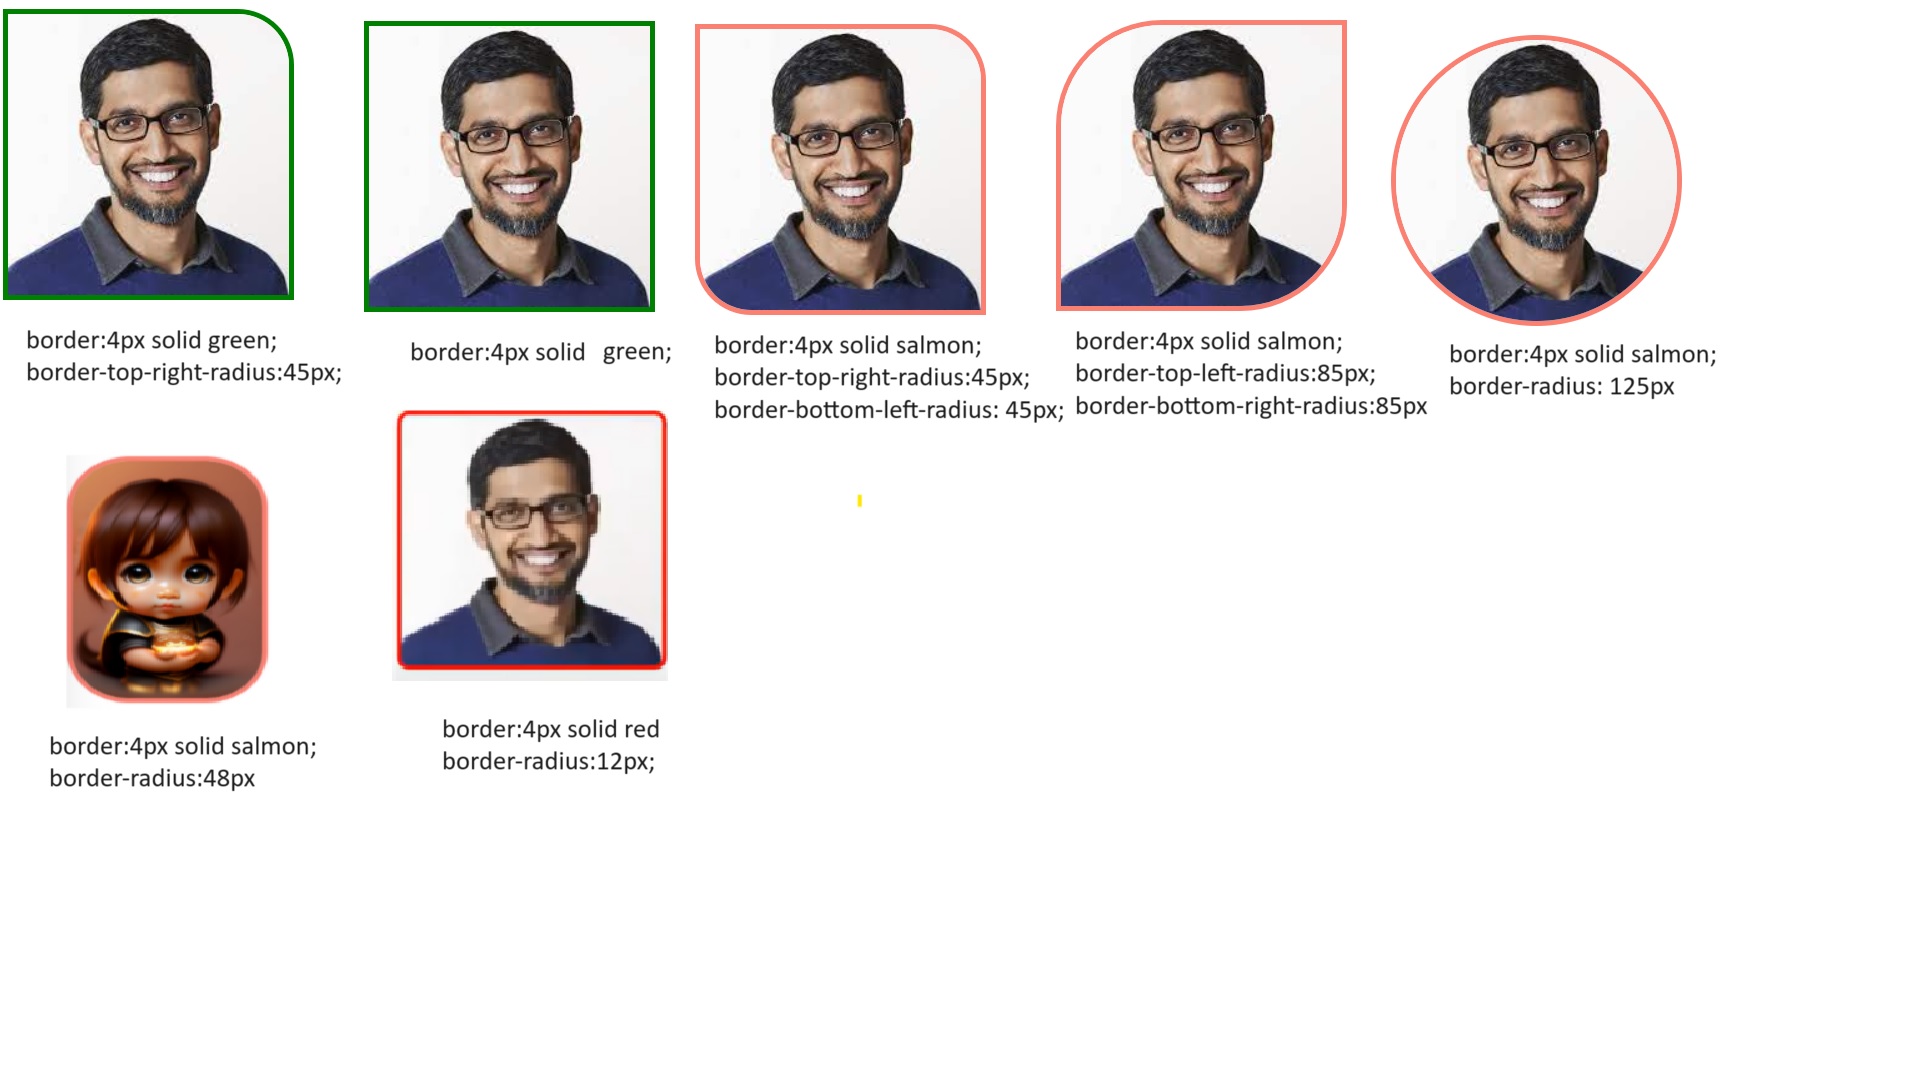 border:4px solid green;
border-top-right-radius:45px;
border:4px solid green;
border:4px solid salmon;
border-top-right-radius:45px;
border-bottom-left-radius: 45px;
border:4px solid salmon;
border-top-left-radius:85px;
border-bottom-right-radius:85px
border:4px solid salmon;
border-radius: 125px
border:4px solid salmon;
border-radius:48px
border:4px solid red
border-radius:12px;